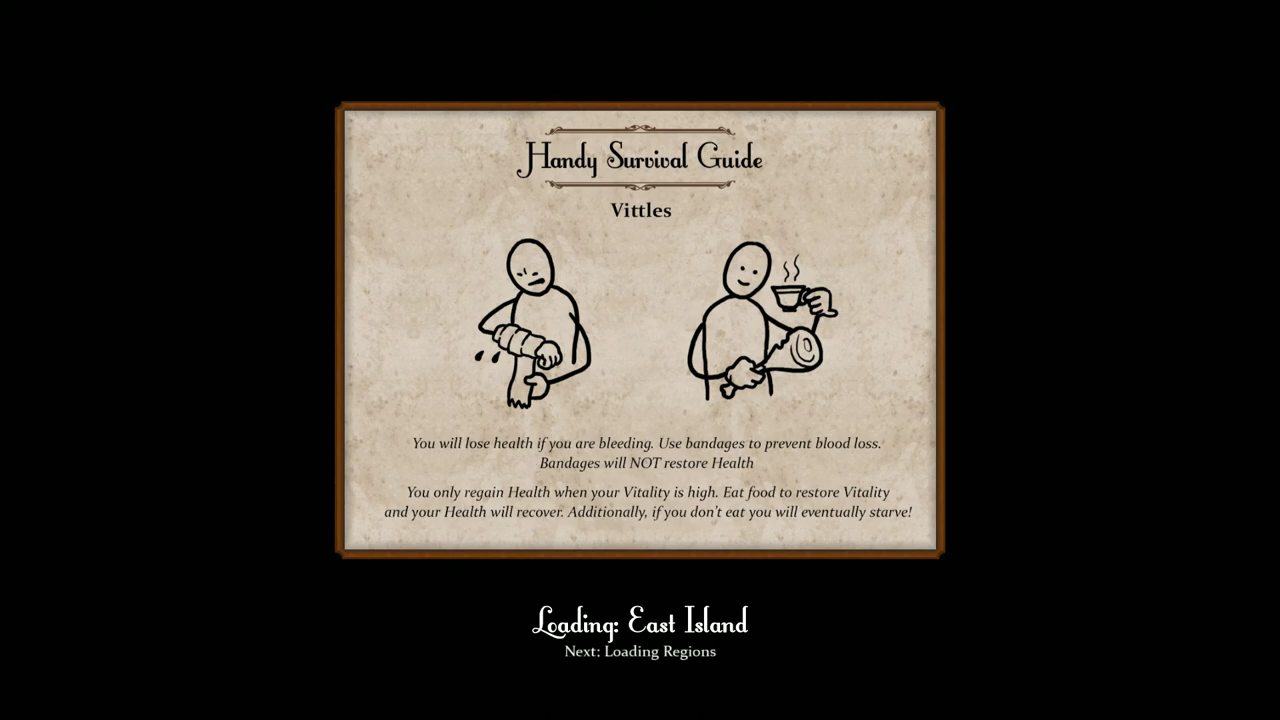 Handy Survival Guide
Vittles
You will lose health if you are bleeding. Use bandages to prevent blood loss.
Bandages will NOT restore Health
You only regain Health when your Vitality is high. Eat food to restore Vitality
and your Health will recover. Additionally, if you don't eat you will eventually starve!
Loading: East Island
Next: Loading Regions